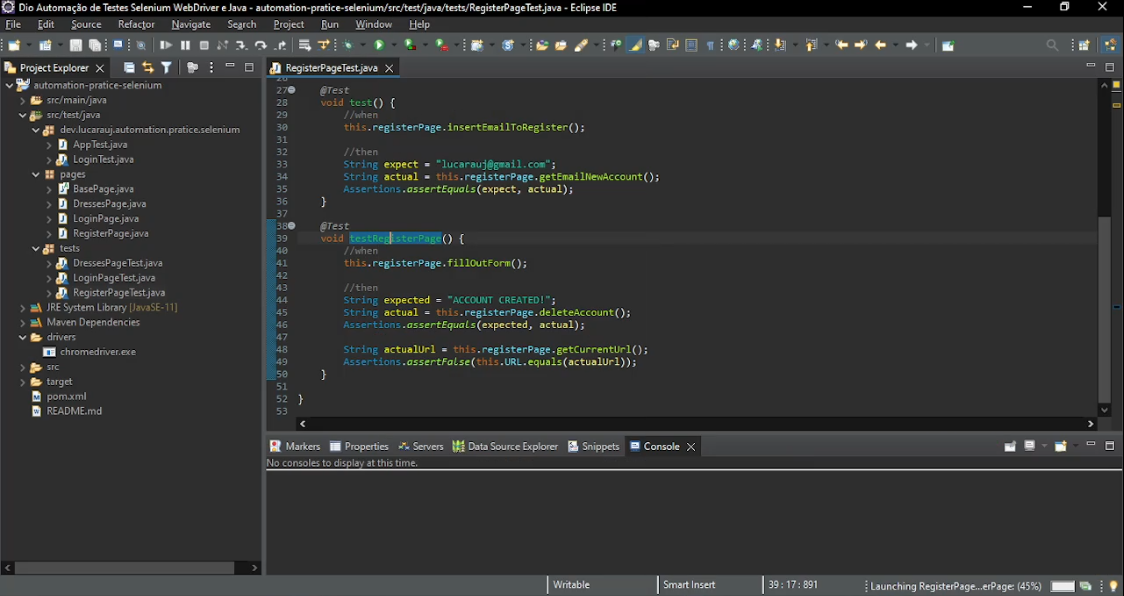 Dio Automação de Testes Selenium WebDriver e Java - automation-pratice-selenium/src/test/java/tests/RegisterPageTest.java - Eclipse IDE
File Edit Source Refactor Navigate Search Project Run Window Help
Project Explorer
automation-pratice-selenium
src/main/java
src/test/java
dev.lucarauj.automation.pratice.selenium
AppTest.java
LoginTest.java
pages
BasePage.java
DressesPage.java
LoginPage.java
RegisterPage.java
tests
DressesPageTest.java
LoginPageTest.java
RegisterPageTest.java
JRE System Library [JavaSE-11]
Maven Dependencies
drivers
chromedriver.exe
src
target
pom.xml
README.md
RegisterPageTest.java
27 @Test
28 void test() {
29 //when
30 this.registerPage.insertEmailToRegister();
31
32 //then
33 String expect = "lucarauj@gmail.com";
34 String actual = this.registerPage.getEmailNewAccount();
35 Assertions.assertEquals(expect, actual);
36 }
37
38 @Test
39 void testRegisterPage() {
40 //when
41 this.registerPage.fillOutForm();
42
43 //then
44 String expected = "ACCOUNT CREATED!";
45 String actual = this.registerPage.deleteAccount();
46 Assertions.assertEquals(expected, actual);
47
48 String actualUrl = this.registerPage.getCurrentUrl();
49 Assertions.assertFalse(this.URL.equals(actualUrl));
50 }
51
52 }
53
Markers Properties Servers Data Source Explorer Snippets Console
No consoles to display at this time.
Writable Smart Insert 39 : 17 : 891 Launching RegisterPage...erPage: (45%)